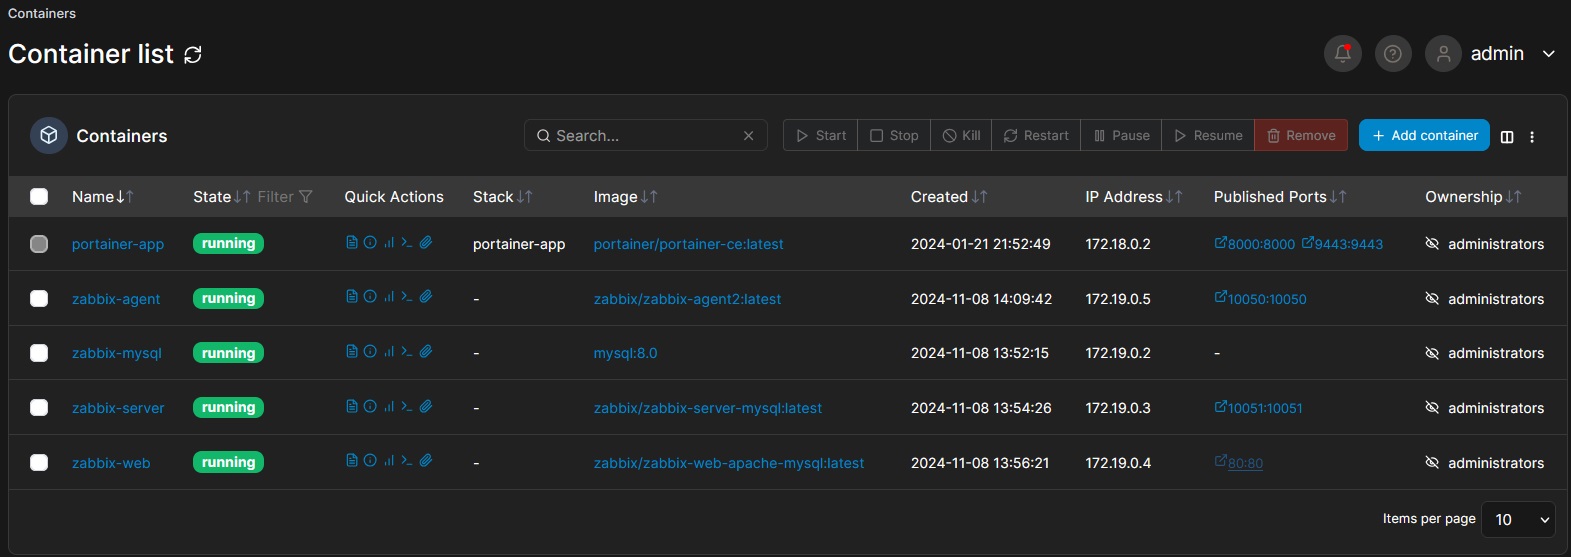 Containers
Container list admin
Containers Search... Start Stop Kill Restart Pause Resume Remove + Add container
Name State Filter Quick Actions Stack Image Created IP Address Published Ports Ownership
portainer-app running portainer-app portainer/portainer-ce:latest 2024-01-21 21:52:49 172.18.0.2 8000:8000 9443:9443 administrators
zabbix-agent running - zabbix/zabbix-agent2:latest 2024-11-08 14:09:42 172.19.0.5 10050:10050 administrators
zabbix-mysql running - mysql:8.0 2024-11-08 13:52:15 172.19.0.2 - administrators
zabbix-server running - zabbix/zabbix-server-mysql:latest 2024-11-08 13:54:26 172.19.0.3 10051:10051 administrators
zabbix-web running - zabbix/zabbix-web-apache-mysql:latest 2024-11-08 13:56:21 172.19.0.4 80:80 administrators
Items per page 10